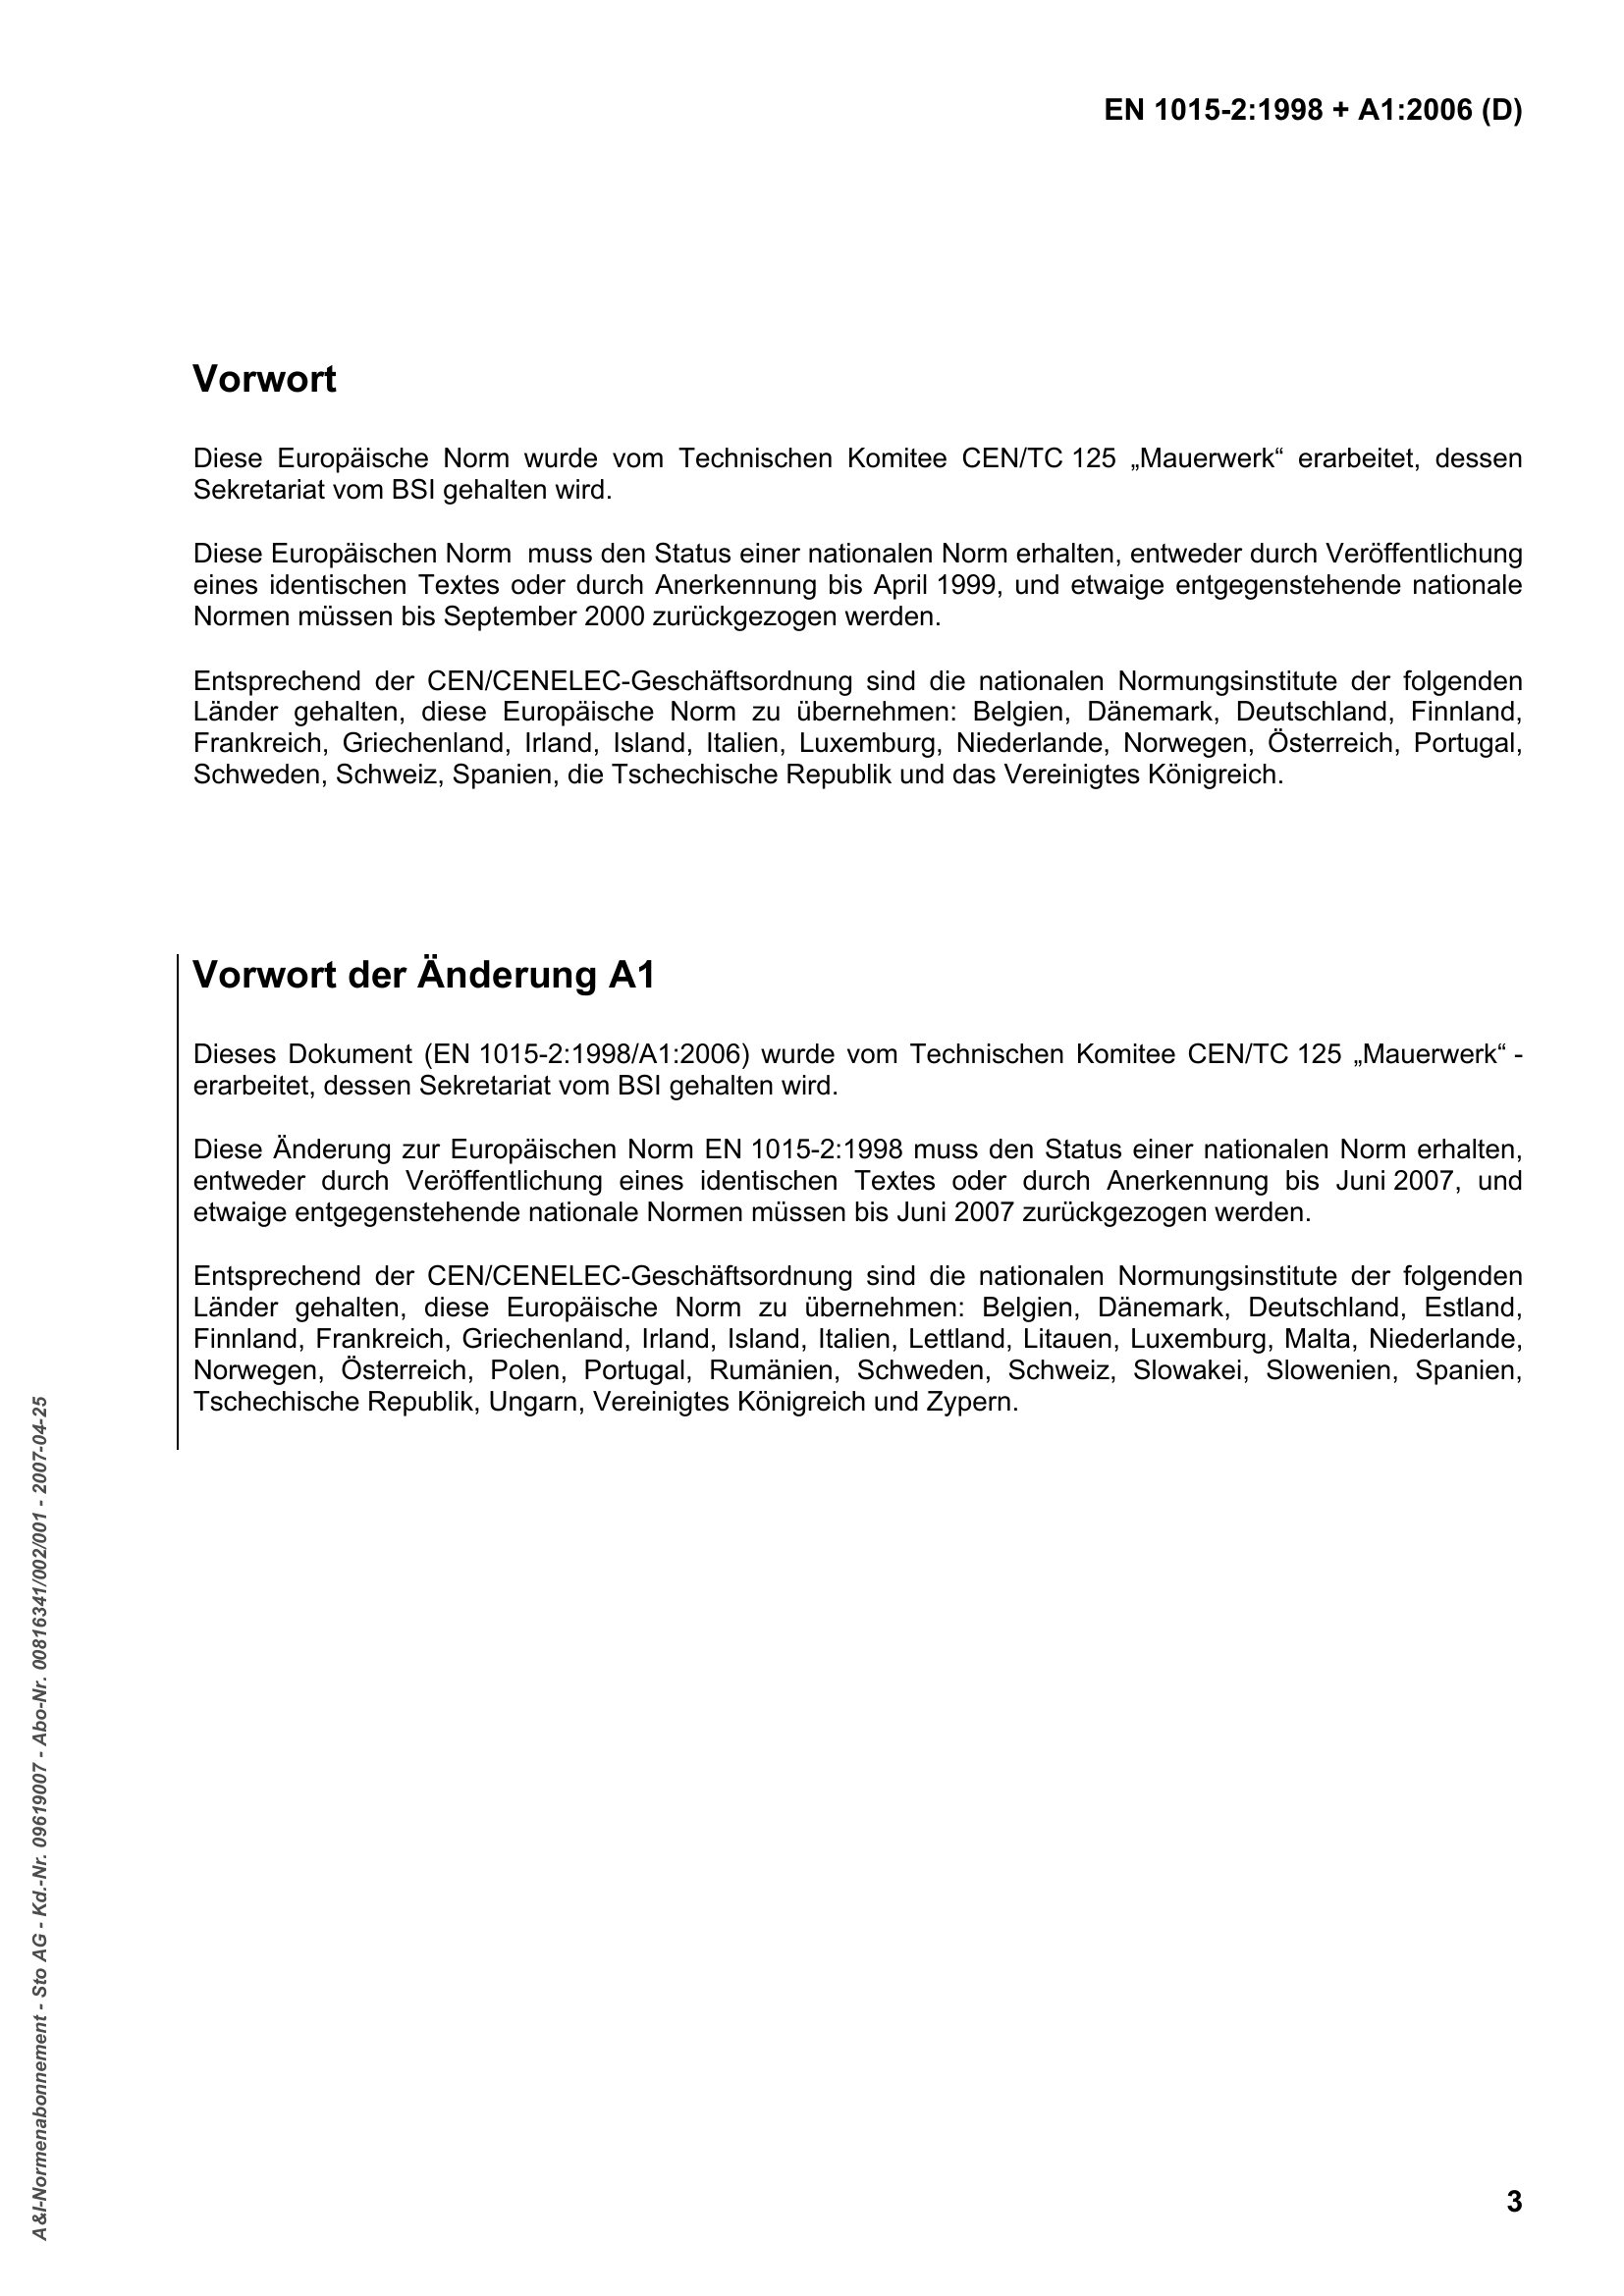 EN 1015-2:1998 + A1:2006 (D)
Vorwort
Diese Europäische Norm wurde vom Technischen Komitee CEN/TC 125 „Mauerwerk“ erarbeitet, dessen
Sekretariat vom BSI gehalten wird.
Diese Europäischen Norm muss den Status einer nationalen Norm erhalten, entweder durch Veröffentlichung
eines identischen Textes oder durch Anerkennung bis April 1999, und etwaige entgegenstehende nationale
Normen müssen bis September 2000 zurückgezogen werden.
Entsprechend der CEN/CENELEC-Geschäftsordnung sind die nationalen Normungsinstitute der folgenden
Länder gehalten, diese Europäische Norm zu übernehmen: Belgien, Dänemark, Deutschland, Finnland,
Frankreich, Griechenland, Irland, Island, Italien, Luxemburg, Niederlande, Norwegen, Österreich, Portugal,
Schweden, Schweiz, Spanien, die Tschechische Republik und das Vereinigtes Königreich.
Vorwort der Änderung A1
Dieses Dokument (EN 1015-2:1998/A1:2006) wurde vom Technischen Komitee CEN/TC 125 „Mauerwerk“ -
erarbeitet, dessen Sekretariat vom BSI gehalten wird.
Diese Änderung zur Europäischen Norm EN 1015-2:1998 muss den Status einer nationalen Norm erhalten,
entweder durch Veröffentlichung eines identischen Textes oder durch Anerkennung bis Juni 2007, und
etwaige entgegenstehende nationale Normen müssen bis Juni 2007 zurückgezogen werden.
Entsprechend der CEN/CENELEC-Geschäftsordnung sind die nationalen Normungsinstitute der folgenden
Länder gehalten, diese Europäische Norm zu übernehmen: Belgien, Dänemark, Deutschland, Estland,
Finnland, Frankreich, Griechenland, Irland, Island, Italien, Lettland, Litauen, Luxemburg, Malta, Niederlande,
Norwegen, Österreich, Polen, Portugal, Rumänien, Schweden, Schweiz, Slowakei, Slowenien, Spanien,
Tschechische Republik, Ungarn, Vereinigtes Königreich und Zypern.
A&I-Normenabonnement - Sto AG - Kd.-Nr. 09619007 - Abo-Nr. 00816341/002/001 - 2007-04-25
3